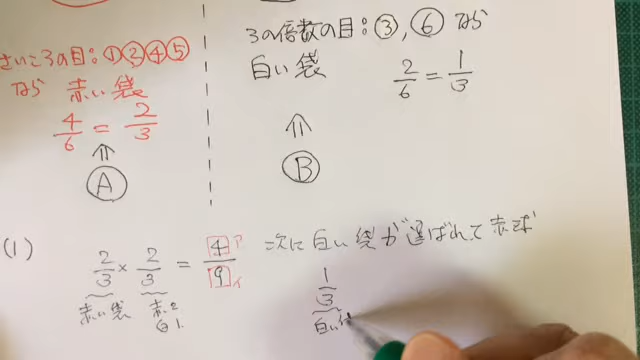 さいころの目:①②④⑤
なら 赤い袋
4/6 = 2/3
Ⓐ
3の倍数の目:③,⑥なら
白い袋 2/6 = 1/3
Ⓑ
(1) 2/3 × 2/3 = 4/9 ア イ
赤い袋 赤2 白1
次に白い袋が選ばれて赤球
1/3
白い